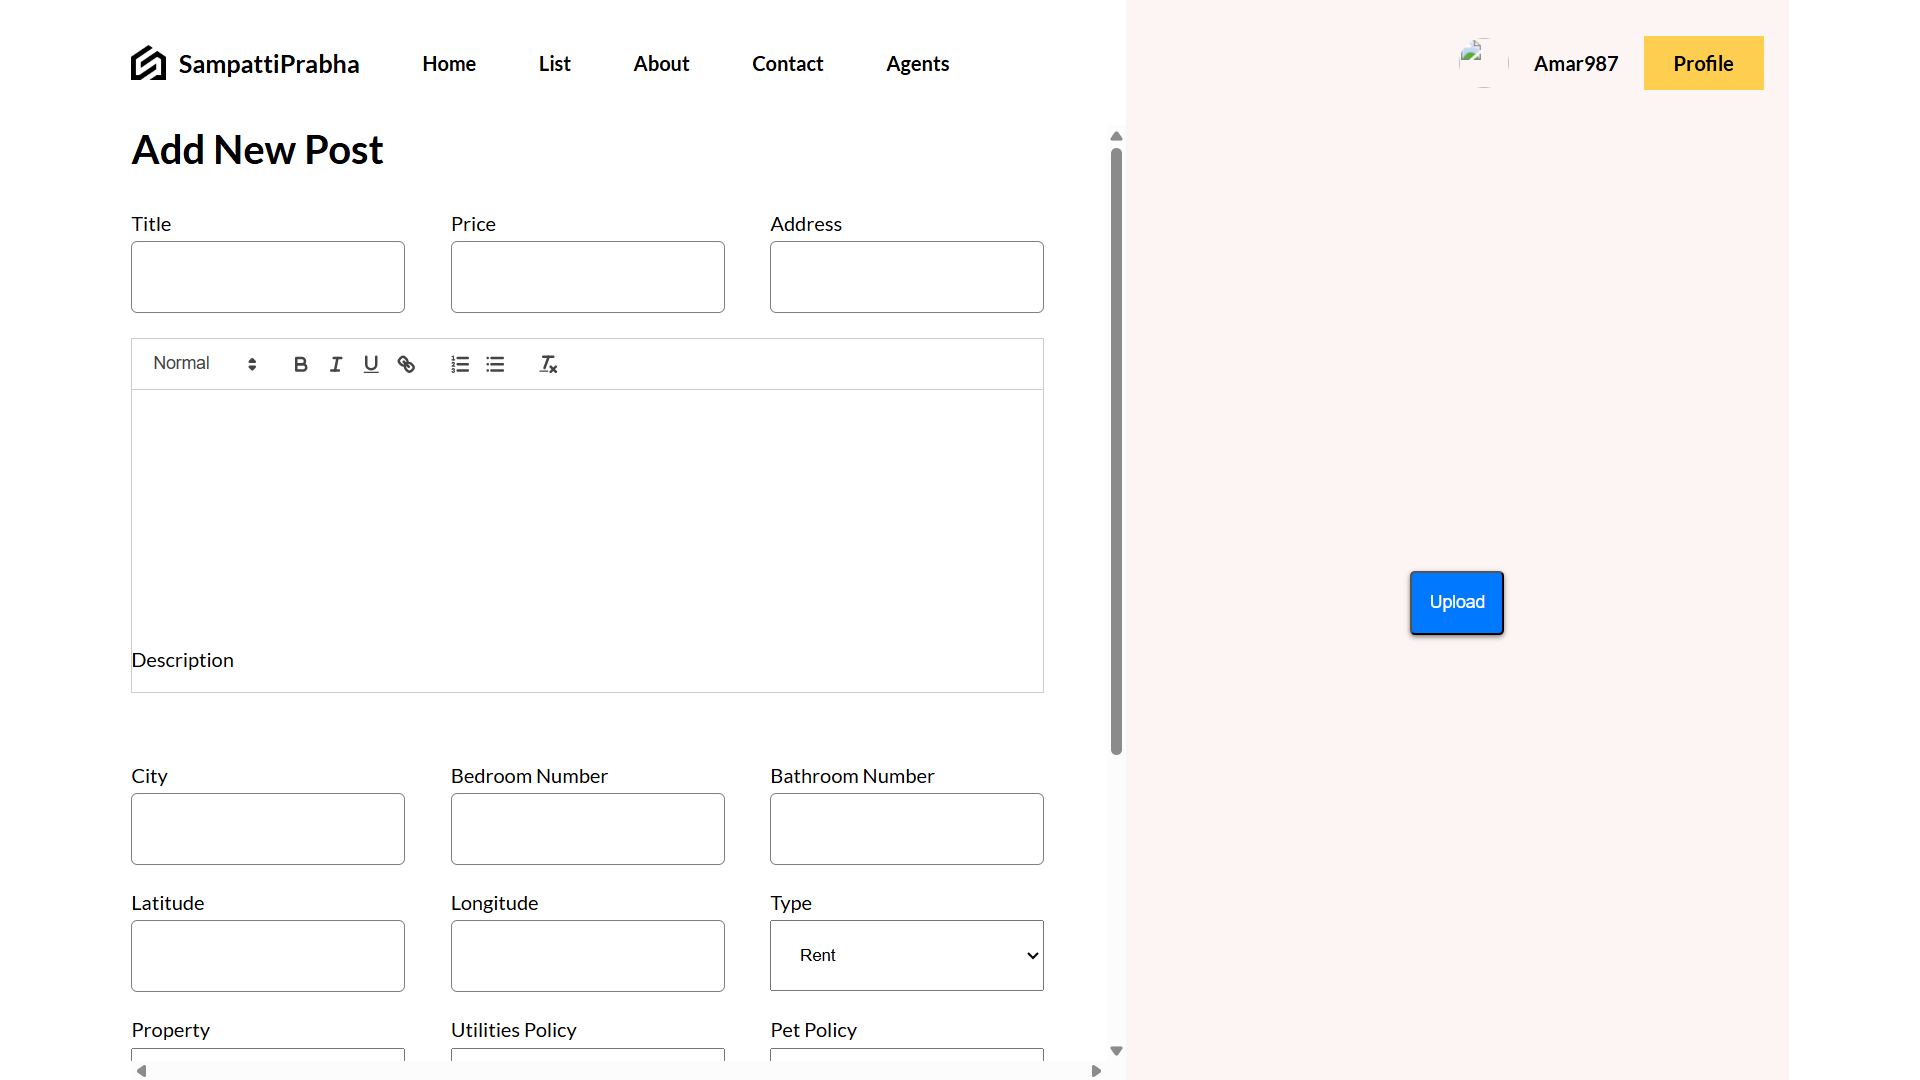 SampattiPrabha Home List About Contact Agents Amar987 Profile
Add New Post
Title Price Address
Normal
Description
Upload
City Bedroom Number Bathroom Number
Latitude Longitude Type
Rent
Property Utilities Policy Pet Policy